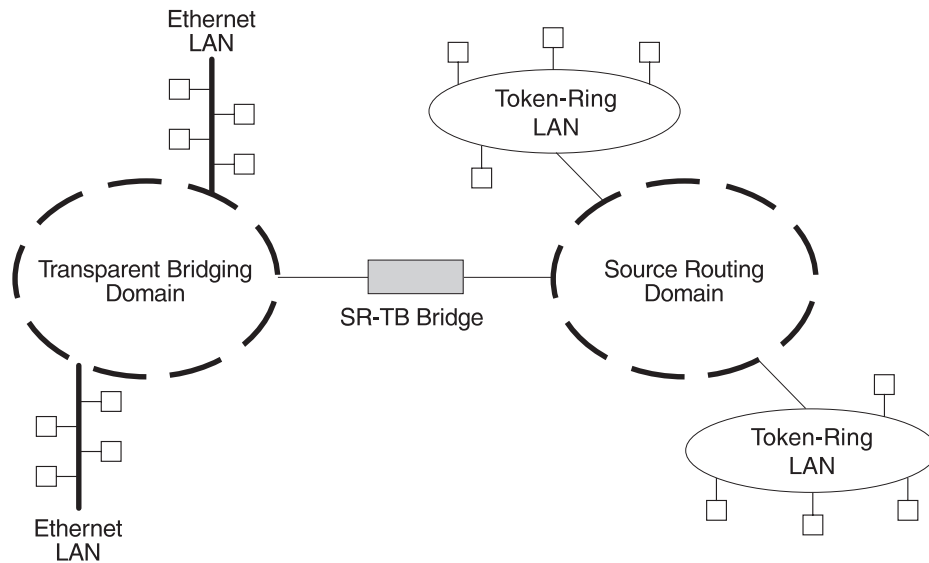 Ethernet
LAN
Token-Ring
LAN
Transparent Bridging
Domain
SR-TB Bridge
Source Routing
Domain
Token-Ring
LAN
Ethernet
LAN